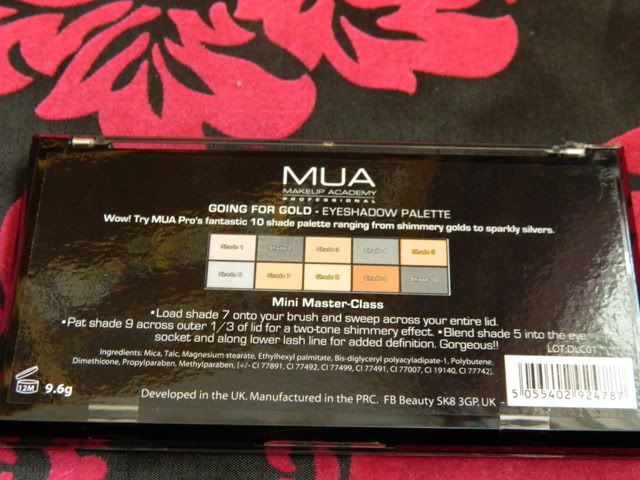 MUA
MAKEUP ACADEMY
PROFESSIONAL
GOING FOR GOLD - EYESHADOW PALETTE
Wow! Try MUA Pro's fantastic 10 shade palette ranging from shimmery golds to sparkly silvers.
Shade 1 Shade 2 Shade 3 Shade 4 Shade 5
Shade 6 Shade 7 Shade 8 Shade 9 Shade 10
Mini Master-Class
•Load shade 7 onto your brush and sweep across your entire lid.
•Pat shade 9 across outer 1/3 of lid for a two-tone shimmery effect. •Blend shade 5 into the eye
socket and along lower lash line for added definition. Gorgeous!!
LOT:DLC01
Ingredients: Mica, Talc, Magnesium stearate, Ethylhexyl palmitate, Bis-diglyceryl polyacyladipate-1, Polybutene,
Dimethicone, Propylparaben, Methylparaben, [+/- CI 77891, CI 77492, CI 77499, CI 77491, CI 77007, CI 19140, CI 77742].
12M 9.6g
Developed in the UK. Manufactured in the PRC. FB Beauty SK8 3GP. UK
5 055402 924787